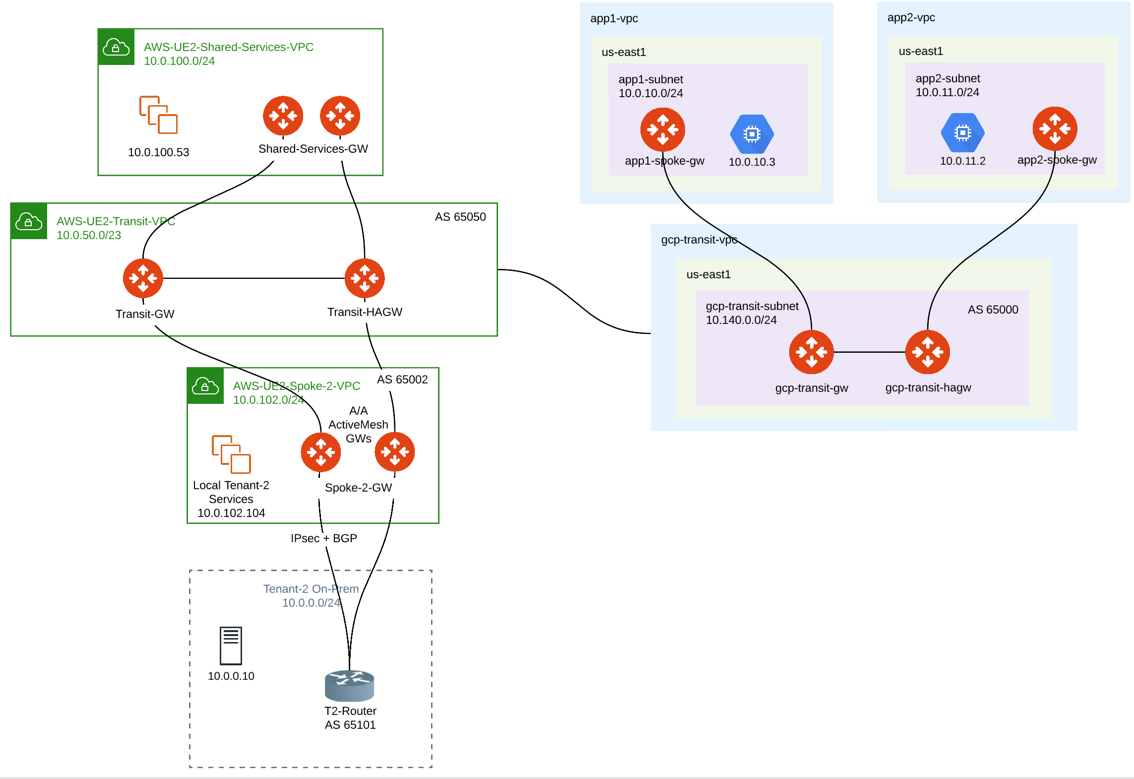 AWS-UE2-Shared-Services-VPC
10.0.100.0/24
10.0.100.53
Shared-Services-GW
AWS-UE2-Transit-VPC
10.0.50.0/23
AS 65050
Transit-GW
Transit-HAGW
AWS-UE2-Spoke-2-VPC
10.0.102.0/24
AS 65002
A/A
ActiveMesh
GWs
Local Tenant-2
Services
10.0.102.104
Spoke-2-GW
IPsec + BGP
Tenant-2 On-Prem
10.0.0.0/24
10.0.0.10
T2-Router
AS 65101
app1-vpc
us-east1
app1-subnet
10.0.10.0/24
app1-spoke-gw
10.0.10.3
app2-vpc
us-east1
app2-subnet
10.0.11.0/24
10.0.11.2
app2-spoke-gw
gcp-transit-vpc
us-east1
gcp-transit-subnet
10.140.0.0/24
AS 65000
gcp-transit-gw
gcp-transit-hagw